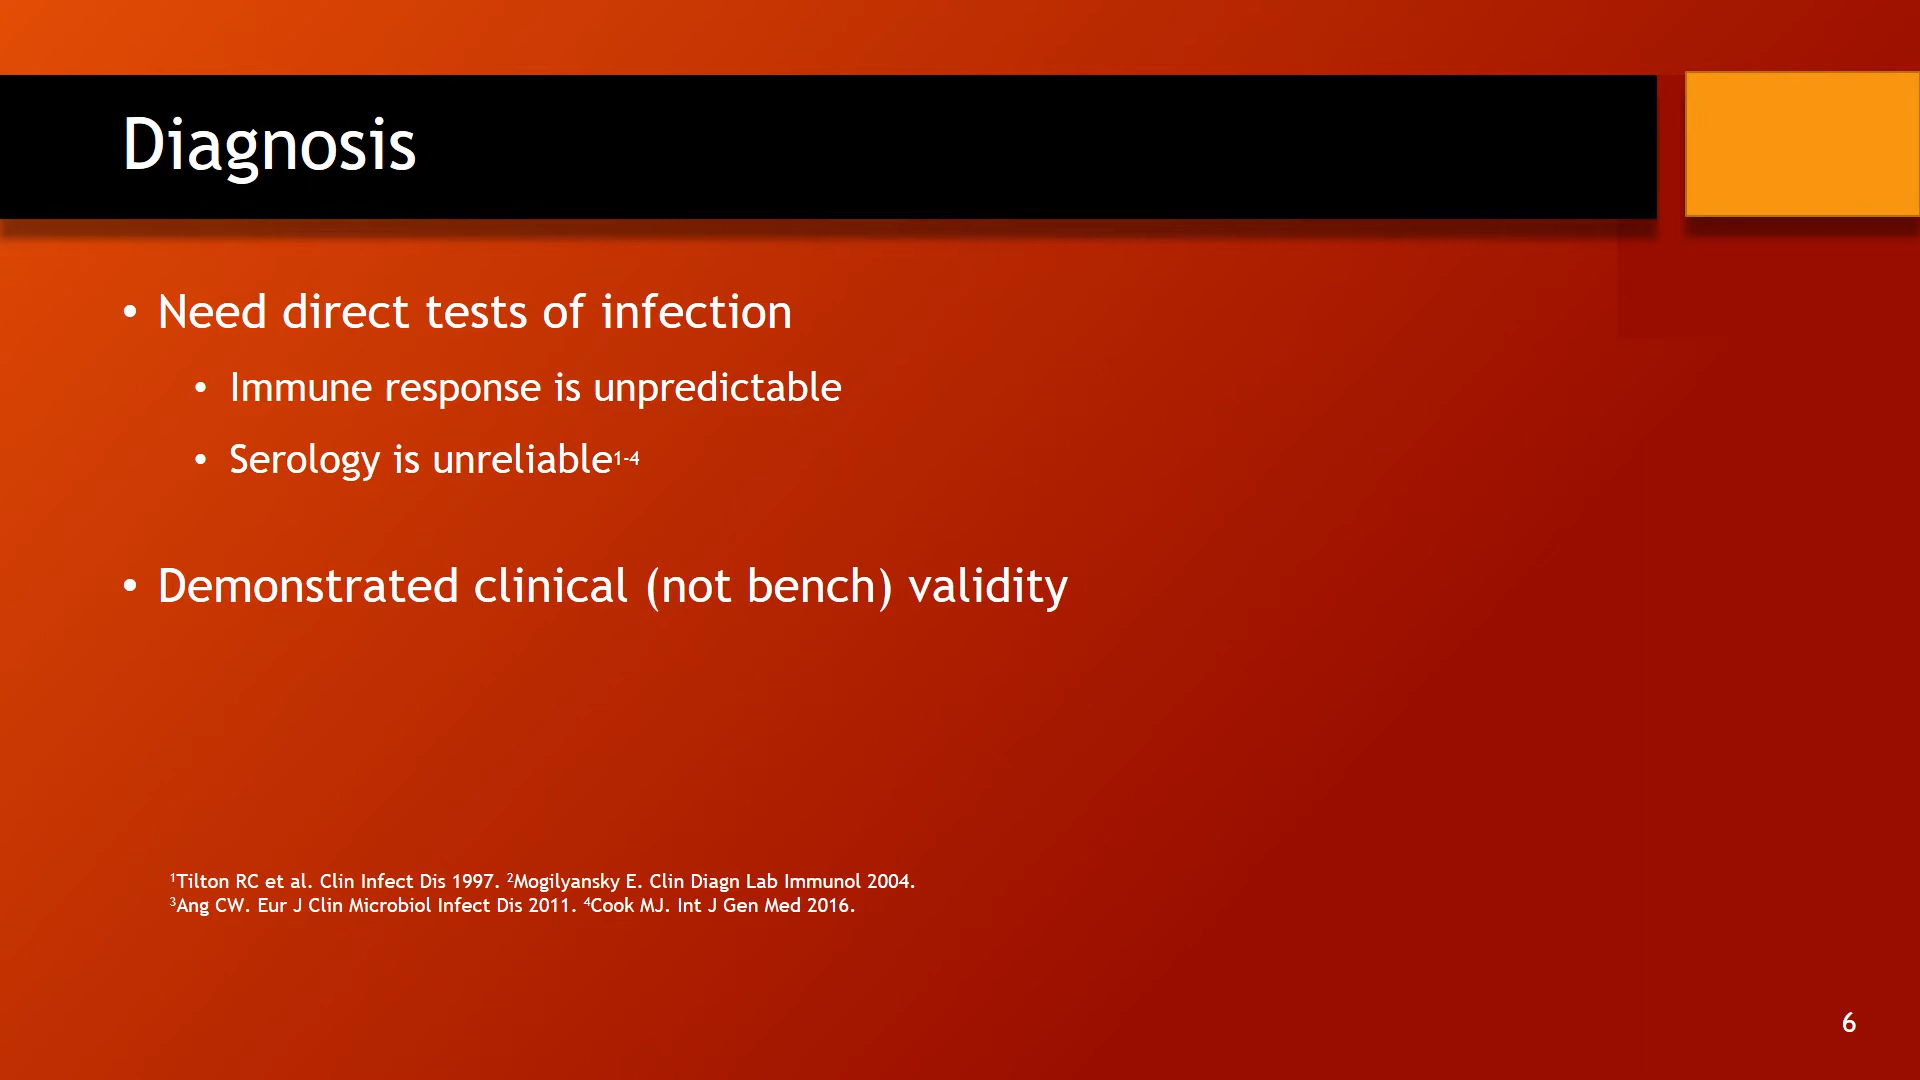 Diagnosis
• Need direct tests of infection
• Immune response is unpredictable
• Serology is unreliable1-4
• Demonstrated clinical (not bench) validity
1Tilton RC et al. Clin Infect Dis 1997. 2Mogilyansky E. Clin Diagn Lab Immunol 2004.
3Ang CW. Eur J Clin Microbiol Infect Dis 2011. 4Cook MJ. Int J Gen Med 2016.
6